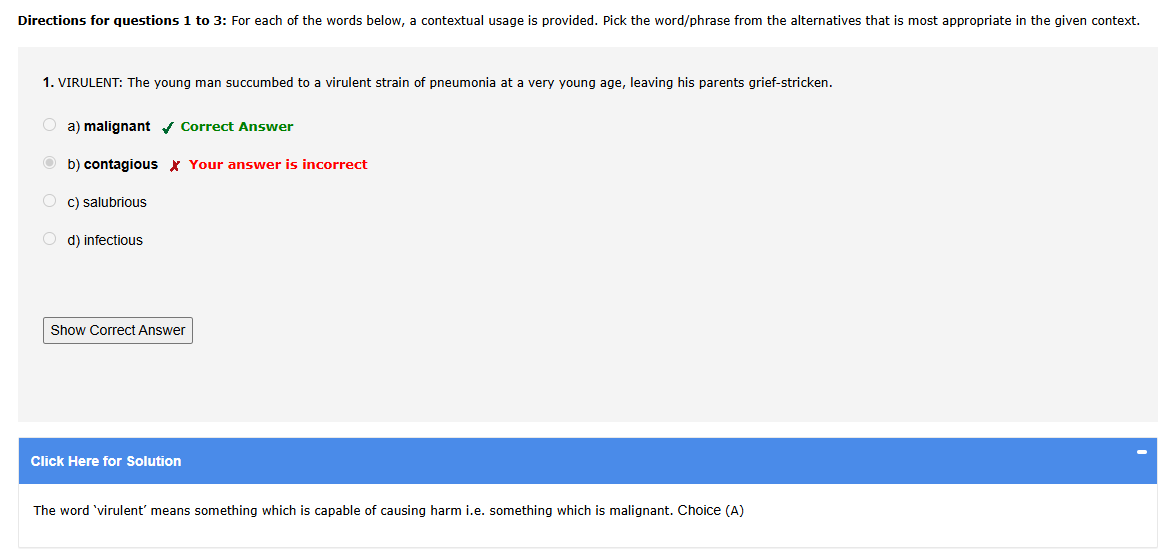 Directions for questions 1 to 3: For each of the words below, a contextual usage is provided. Pick the word/phrase from the alternatives that is most appropriate in the given context.
1. VIRULENT: The young man succumbed to a virulent strain of pneumonia at a very young age, leaving his parents grief-stricken.
a) malignant ✓ Correct Answer
b) contagious ✗ Your answer is incorrect
c) salubrious
d) infectious
Show Correct Answer
Click Here for Solution
The word ‵virulent′ means something which is capable of causing harm i.e. something which is malignant. Choice (A)